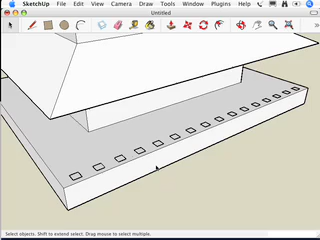 SketchUp File Edit View Camera Draw Tools Window Plugins Help
Untitled
Select objects. Shift to extend select. Drag mouse to select multiple.